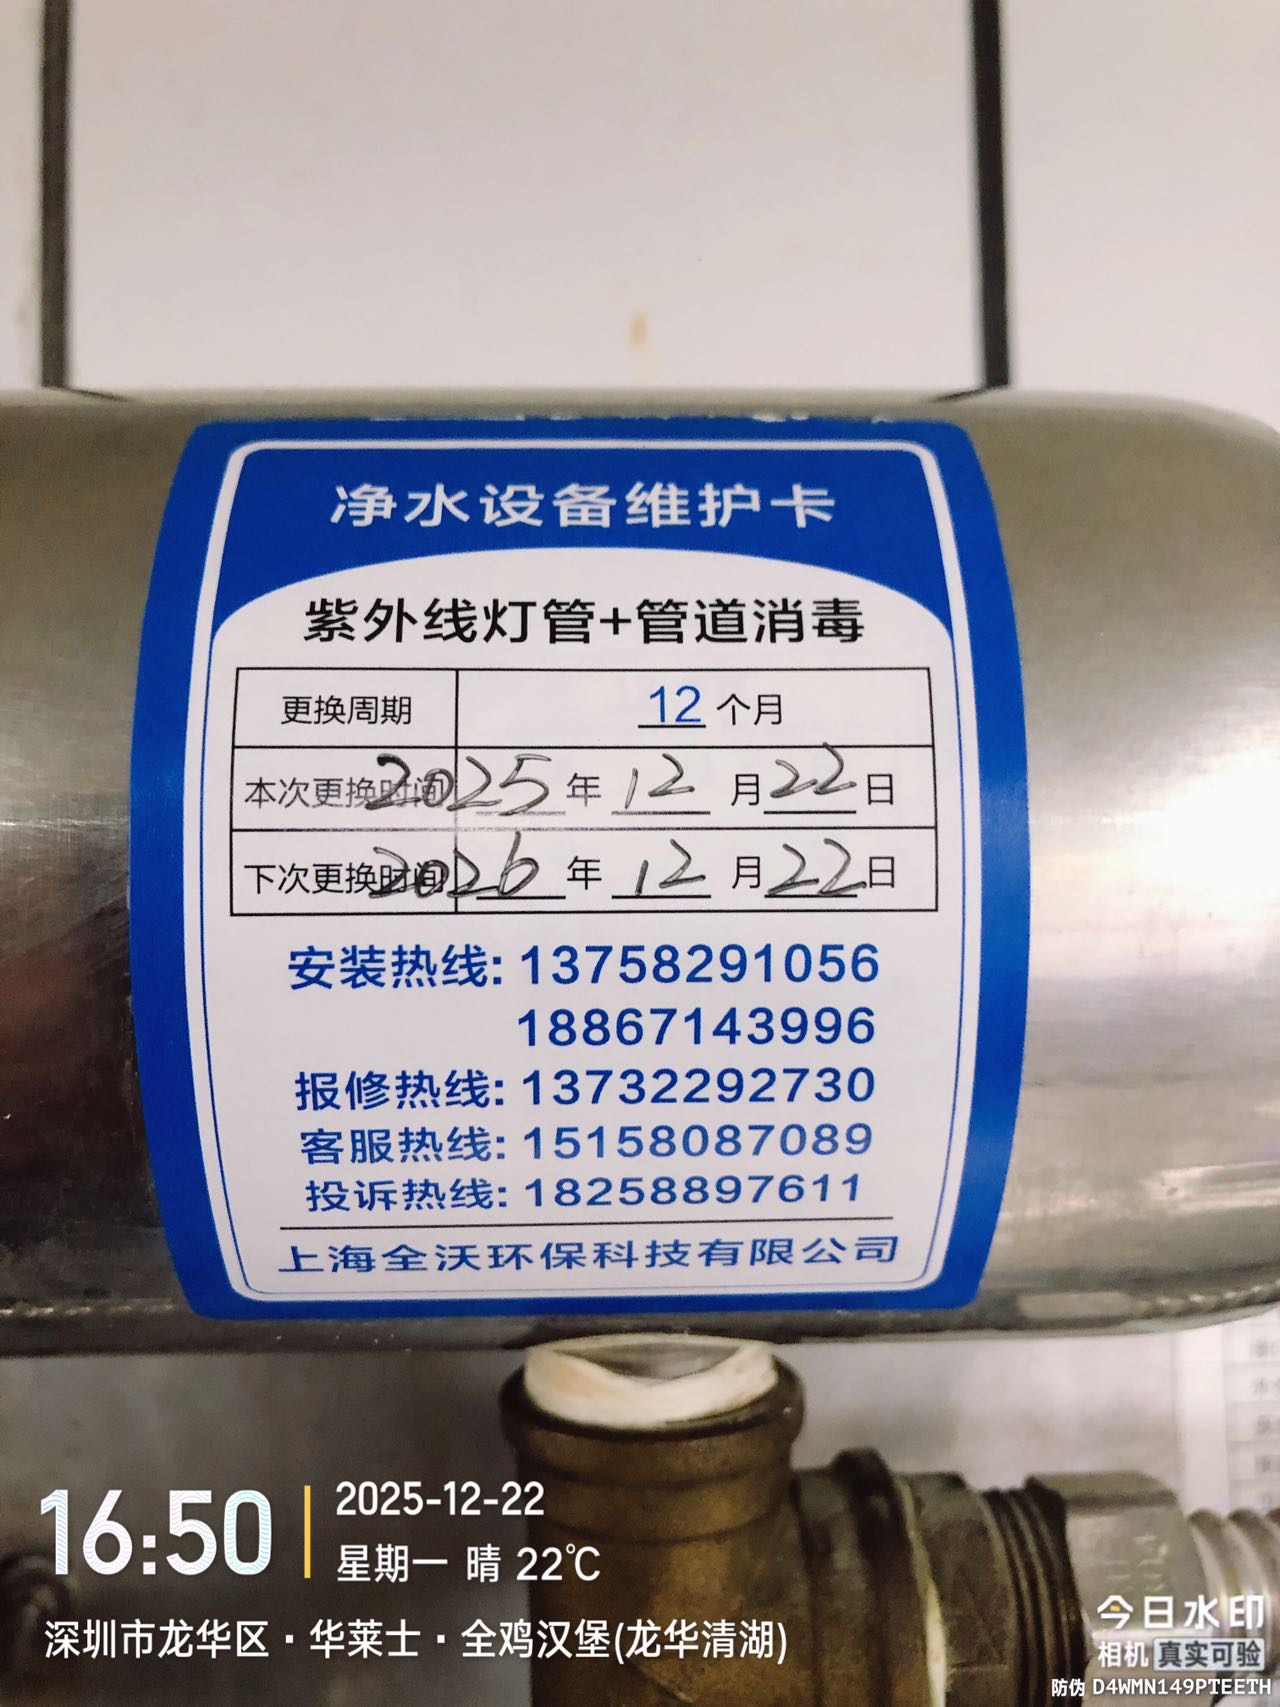 净水设备维护卡
紫外线灯管+管道消毒
更换周期 12 个月
本次更换时间 2025 年 12 月 22 日
下次更换时间 2026 年 12 月 22 日
安装热线: 13758291056
18867143996
报修热线: 13732292730
客服热线: 15158087089
投诉热线: 18258897611
上海全沃环保科技有限公司
16:50
2025-12-22
星期一 晴 22℃
深圳市龙华区·华莱士·全鸡汉堡(龙华清湖)
今日水印
相机 真实可验
防伪 D4WMN149PTEETH